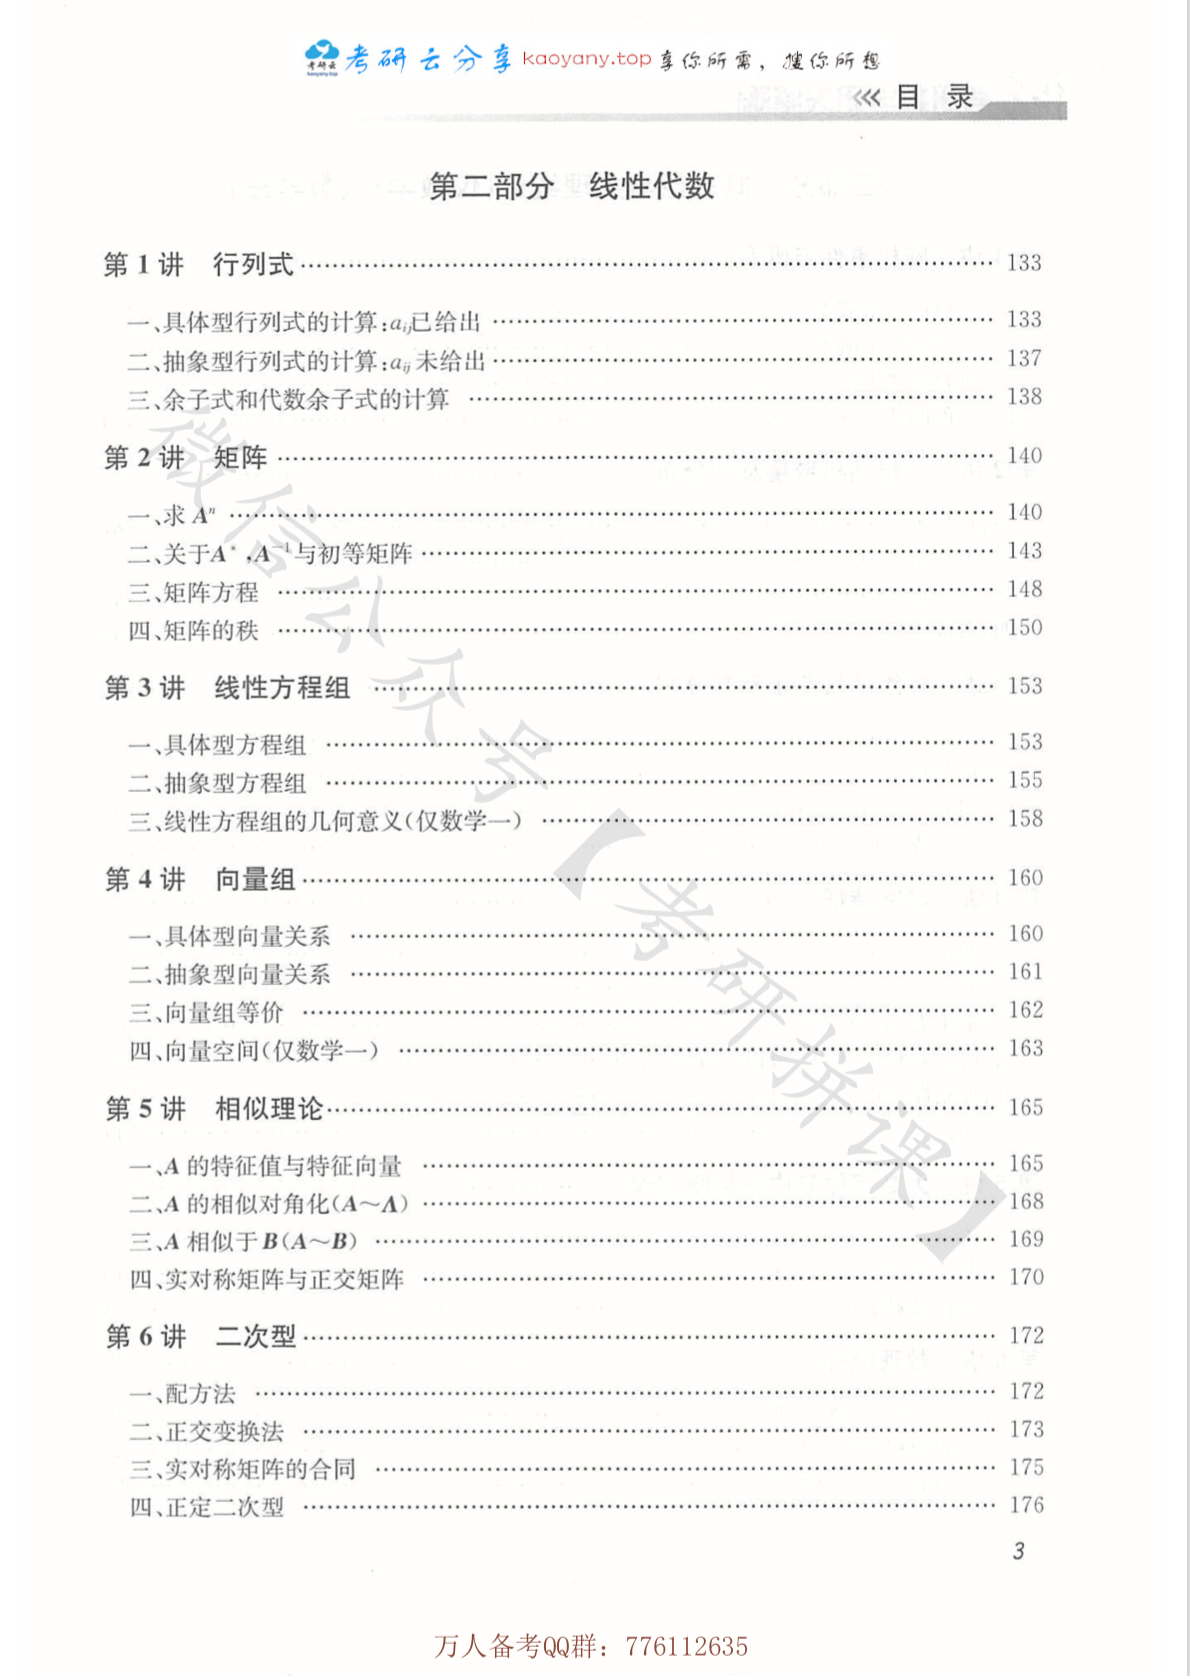 考研云 kaoyany.top 考研云分享 kaoyany.top 享你所需，搜你所想
目 录
第二部分 线性代数
第 1 讲 行列式 …… 133
一、具体型行列式的计算:aij已给出 …… 133
二、抽象型行列式的计算:aij未给出 …… 137
三、余子式和代数余子式的计算 …… 138
第 2 讲 矩阵 …… 140
一、求 Aⁿ …… 140
二、关于A*,A⁻¹与初等矩阵 …… 143
三、矩阵方程 …… 148
四、矩阵的秩 …… 150
第 3 讲 线性方程组 …… 153
一、具体型方程组 …… 153
二、抽象型方程组 …… 155
三、线性方程组的几何意义(仅数学一) …… 158
第 4 讲 向量组 …… 160
一、具体型向量关系 …… 160
二、抽象型向量关系 …… 161
三、向量组等价 …… 162
四、向量空间(仅数学一) …… 163
第 5 讲 相似理论 …… 165
一、A 的特征值与特征向量 …… 165
二、A 的相似对角化(A～Λ) …… 168
三、A 相似于 B(A～B) …… 169
四、实对称矩阵与正交矩阵 …… 170
第 6 讲 二次型 …… 172
一、配方法 …… 172
二、正交变换法 …… 173
三、实对称矩阵的合同 …… 175
四、正定二次型 …… 176
3
微信公众号【考研拼课】
万人备考QQ群：776112635